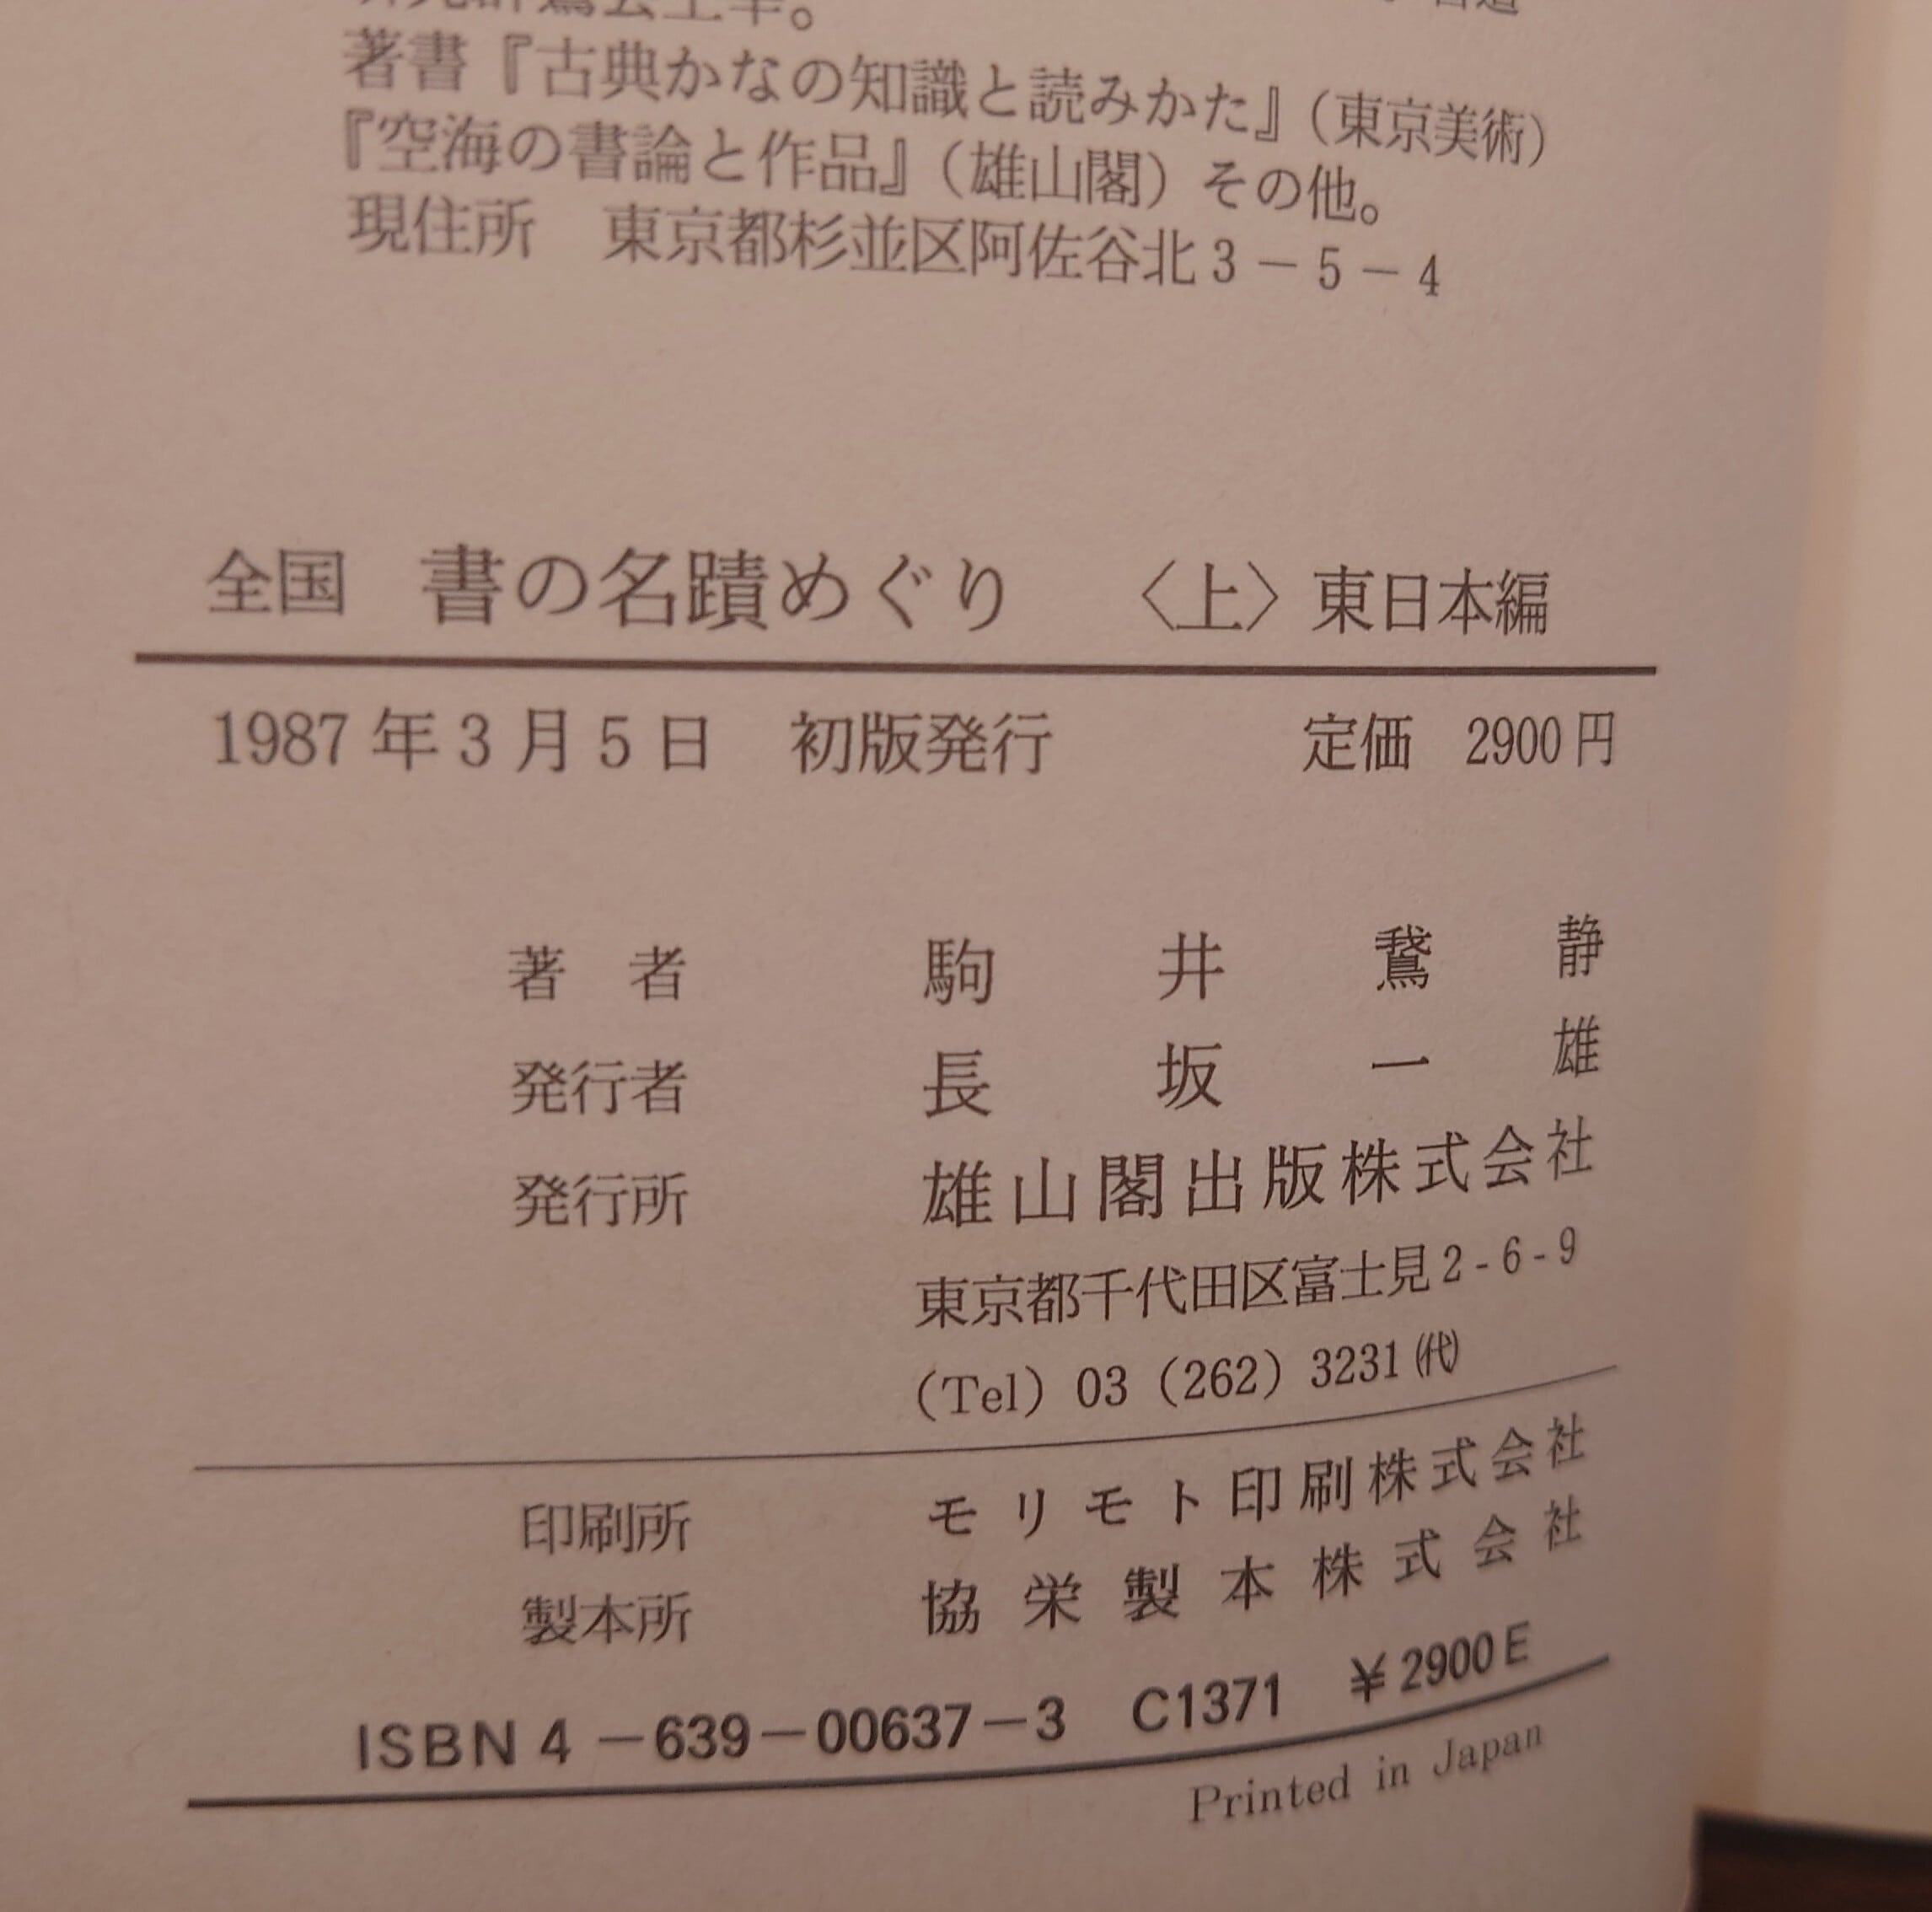 著書『古典かなの知識と読みかた』(東京美術)
『空海の書論と作品』(雄山閣)その他。
現住所 東京都杉並区阿佐谷北3－5－4
全国 書の名蹟めぐり 〈上〉東日本編
1987年3月5日 初版発行 定価 2900円
著者 駒井鵞静
発行者 長坂一雄
発行所 雄山閣出版株式会社
東京都千代田区富士見2-6-9
(Tel) 03 (262) 3231㈹
印刷所 モリモト印刷株式会社
製本所 協栄製本株式会社
ISBN 4－639－00637－3 C1371 ￥2900E
Printed in Japan